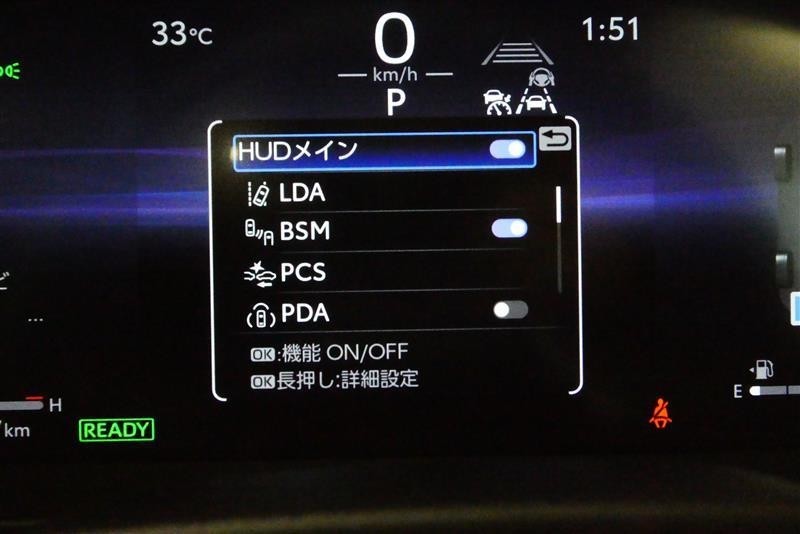 33℃
0
1:51
km/h
P
HUDメイン
LDA
BSM
PCS
PDA
OK:機能 ON/OFF
OK長押し:詳細設定
...
H
/km
READY
E